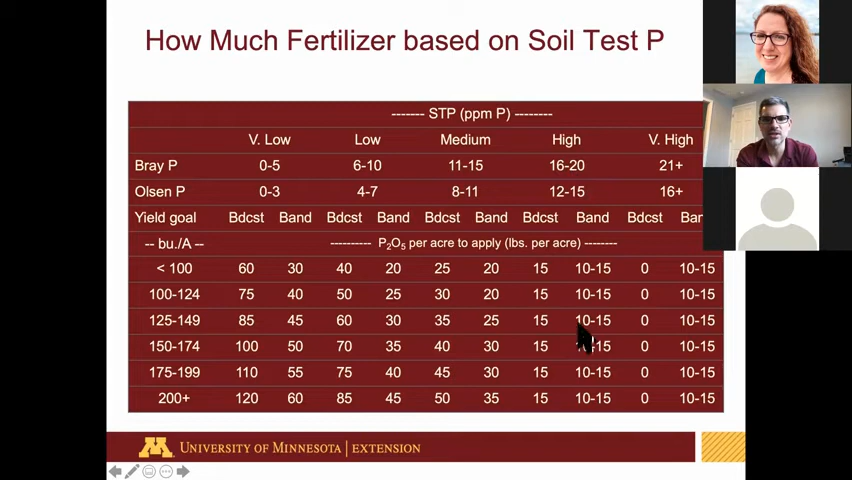 How Much Fertilizer based on Soil Test P
------- STP (ppm P) --------
V. Low Low Medium High V. High
Bray P 0-5 6-10 11-15 16-20 21+
Olsen P 0-3 4-7 8-11 12-15 16+
Yield goal Bdcst Band Bdcst Band Bdcst Band Bdcst Band Bdcst
-- bu./A -- ---------- P2O5 per acre to apply (lbs. per acre) --------
< 100 60 30 40 20 25 20 15 10-15 0 10-15
100-124 75 40 50 25 30 20 15 10-15 0 10-15
125-149 85 45 60 30 35 25 15 10-15 0 10-15
150-174 100 50 70 35 40 30 15 10-15 0 10-15
175-199 110 55 75 40 45 30 15 10-15 0 10-15
200+ 120 60 85 45 50 35 15 10-15 0 10-15
M UNIVERSITY OF MINNESOTA | EXTENSION